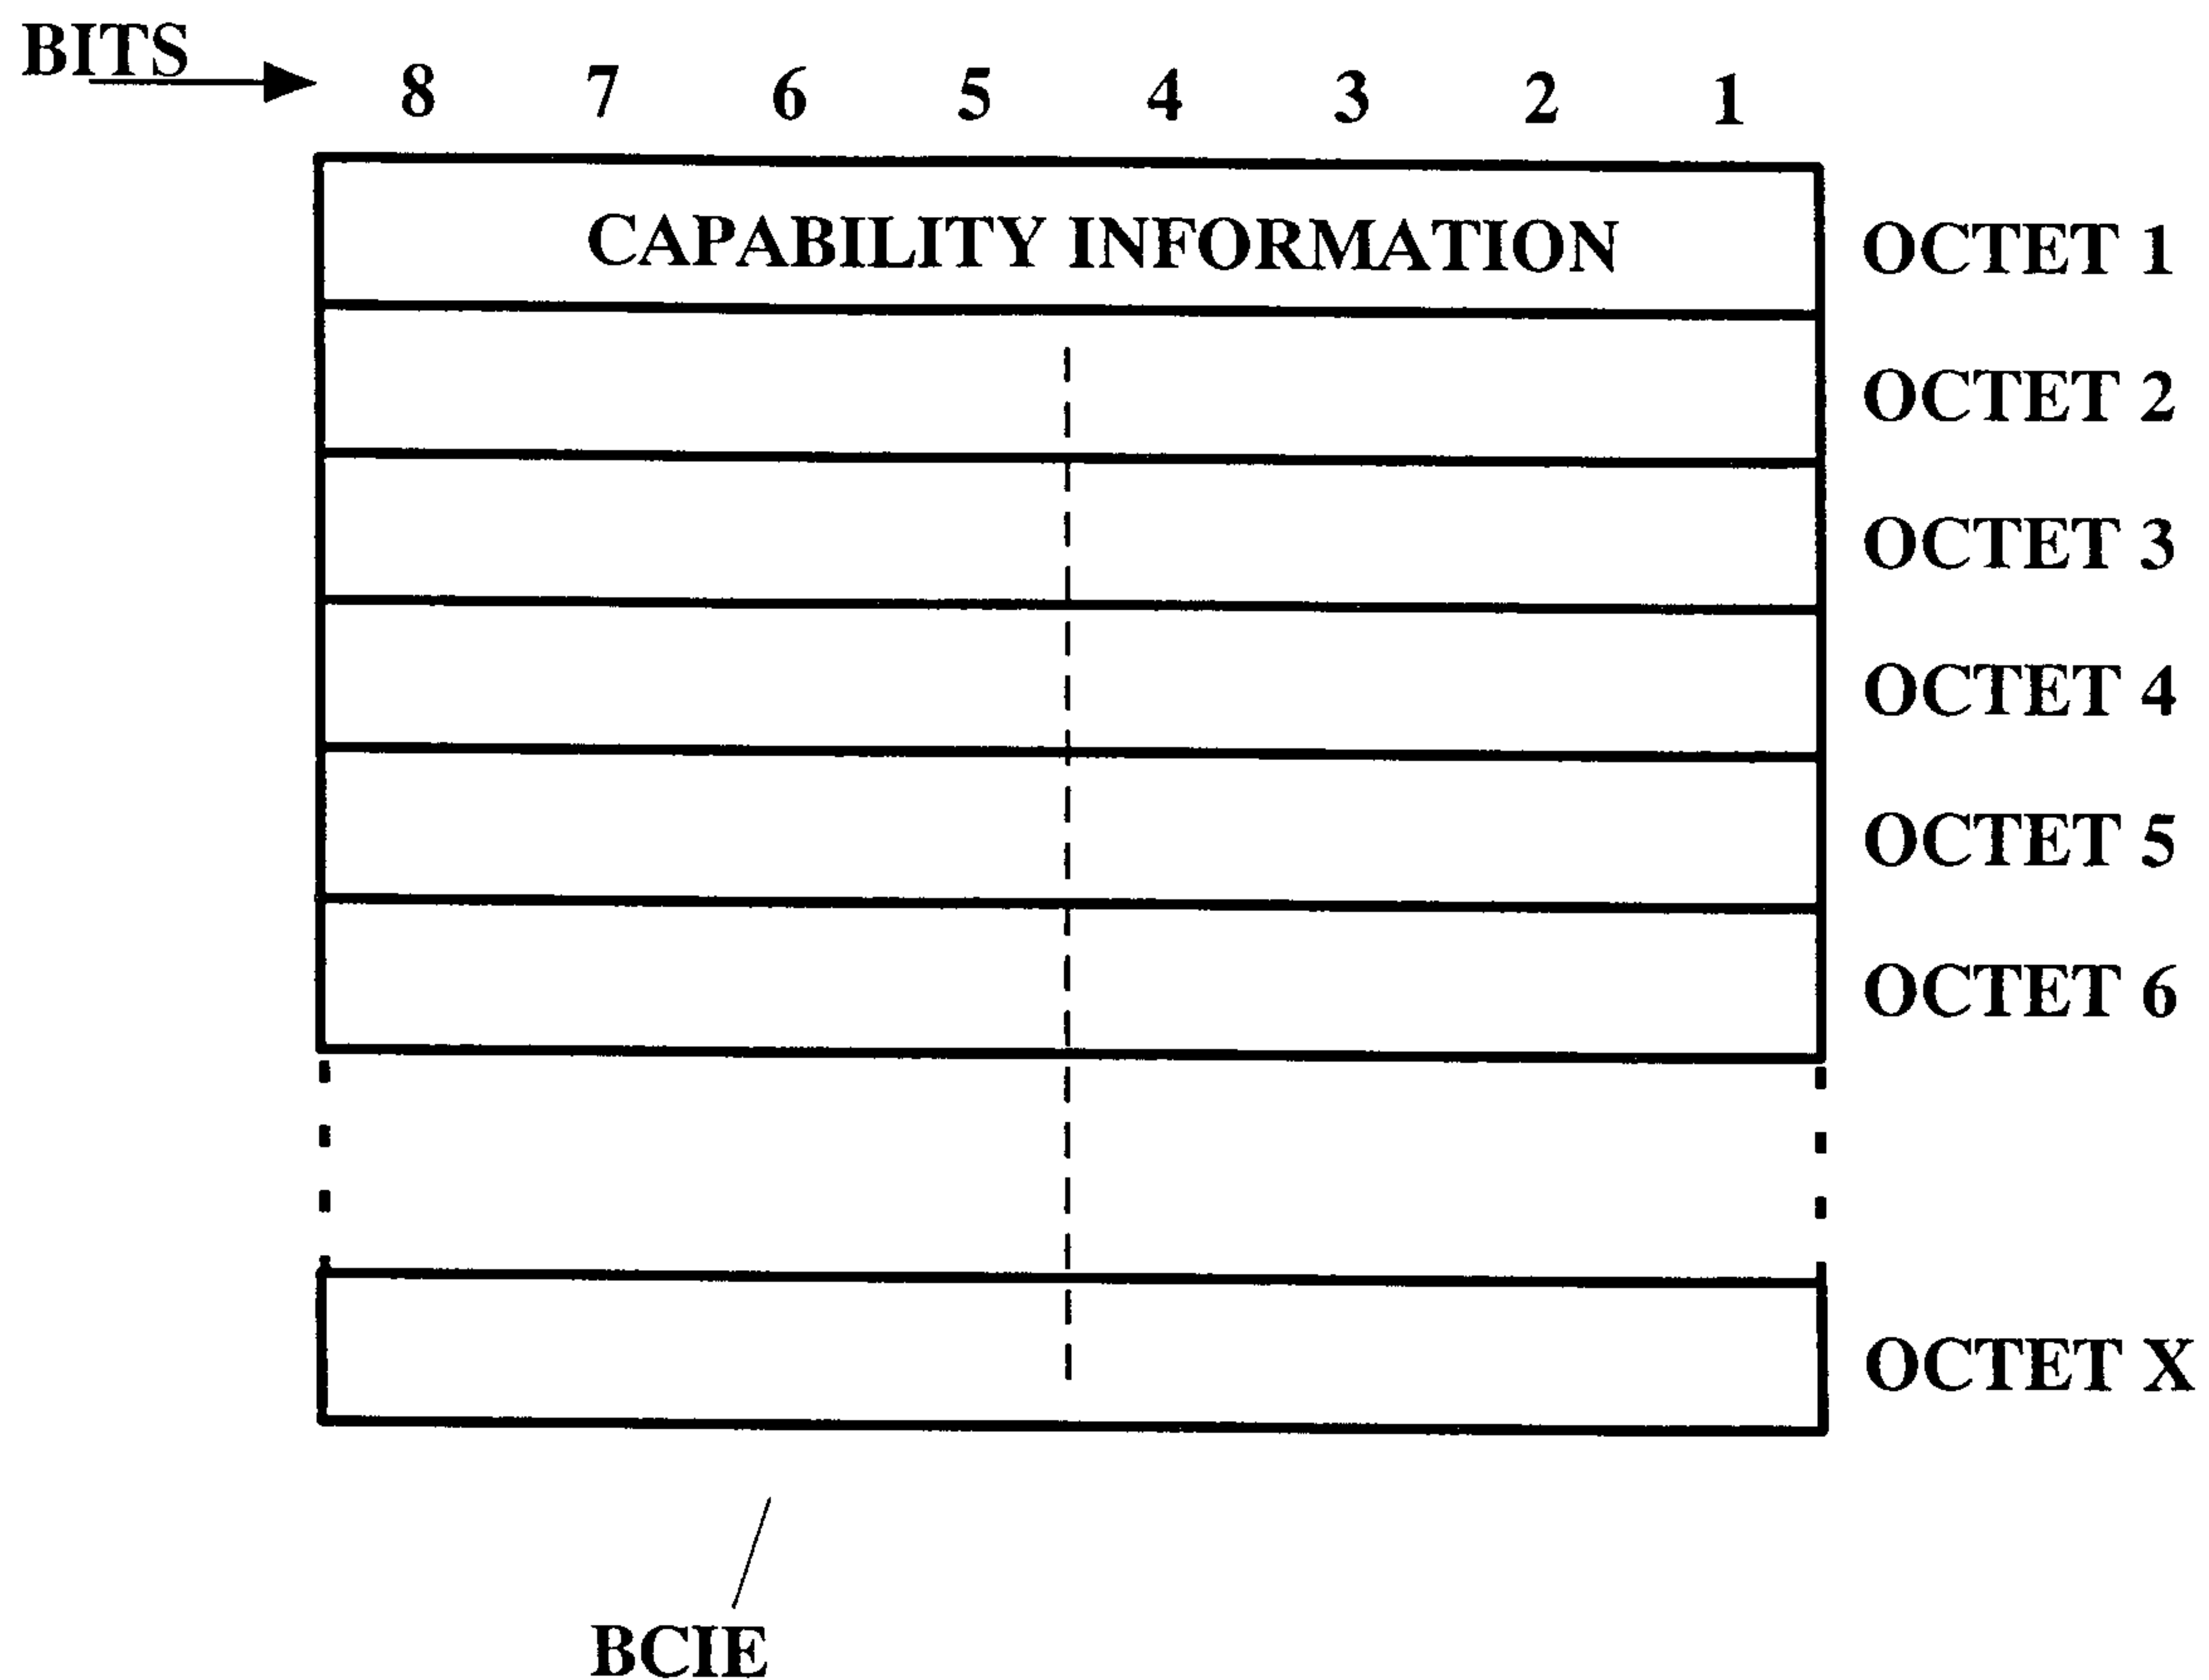 BITS
8 7 6 5 4 3 2 1
CAPABILITY INFORMATION OCTET 1
OCTET 2
OCTET 3
OCTET 4
OCTET 5
OCTET 6
OCTET X
BCIE